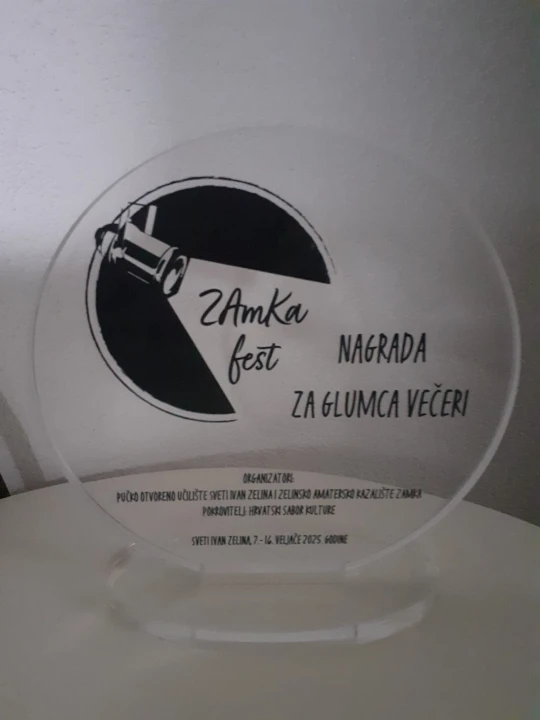 ZAmKa
fest
NAGRADA
ZA GLUMCA VEČERI
ORGANIZATORI:
PUČKO OTVORENO UČILIŠTE SVETI IVAN ZELINA I ZELINSKO AMATERSKO KAZALIŠTE ZAMKA
POKROVITELJ: HRVATSKI SABOR KULTURE
SVETI IVAN ZELINA, 7. - 16. VELJAČE 2025. GODINE